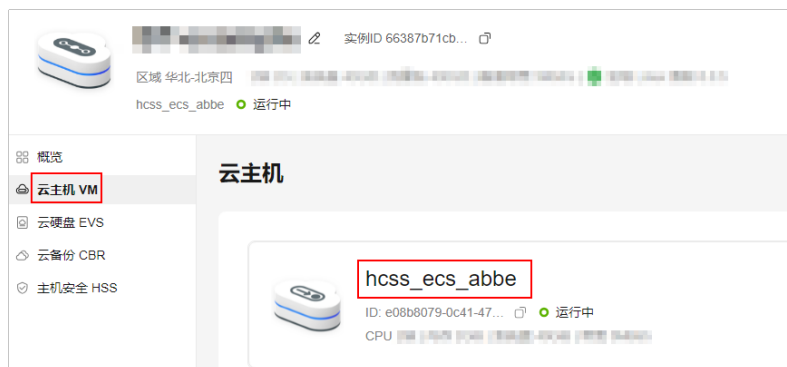 实例ID 66387b71cb...
区域 华北-北京四
hcss_ecs_abbe 运行中
概览
云主机 VM
云硬盘 EVS
云备份 CBR
主机安全 HSS
云主机
hcss_ecs_abbe
ID: e08b8079-0c41-47... 运行中
CPU